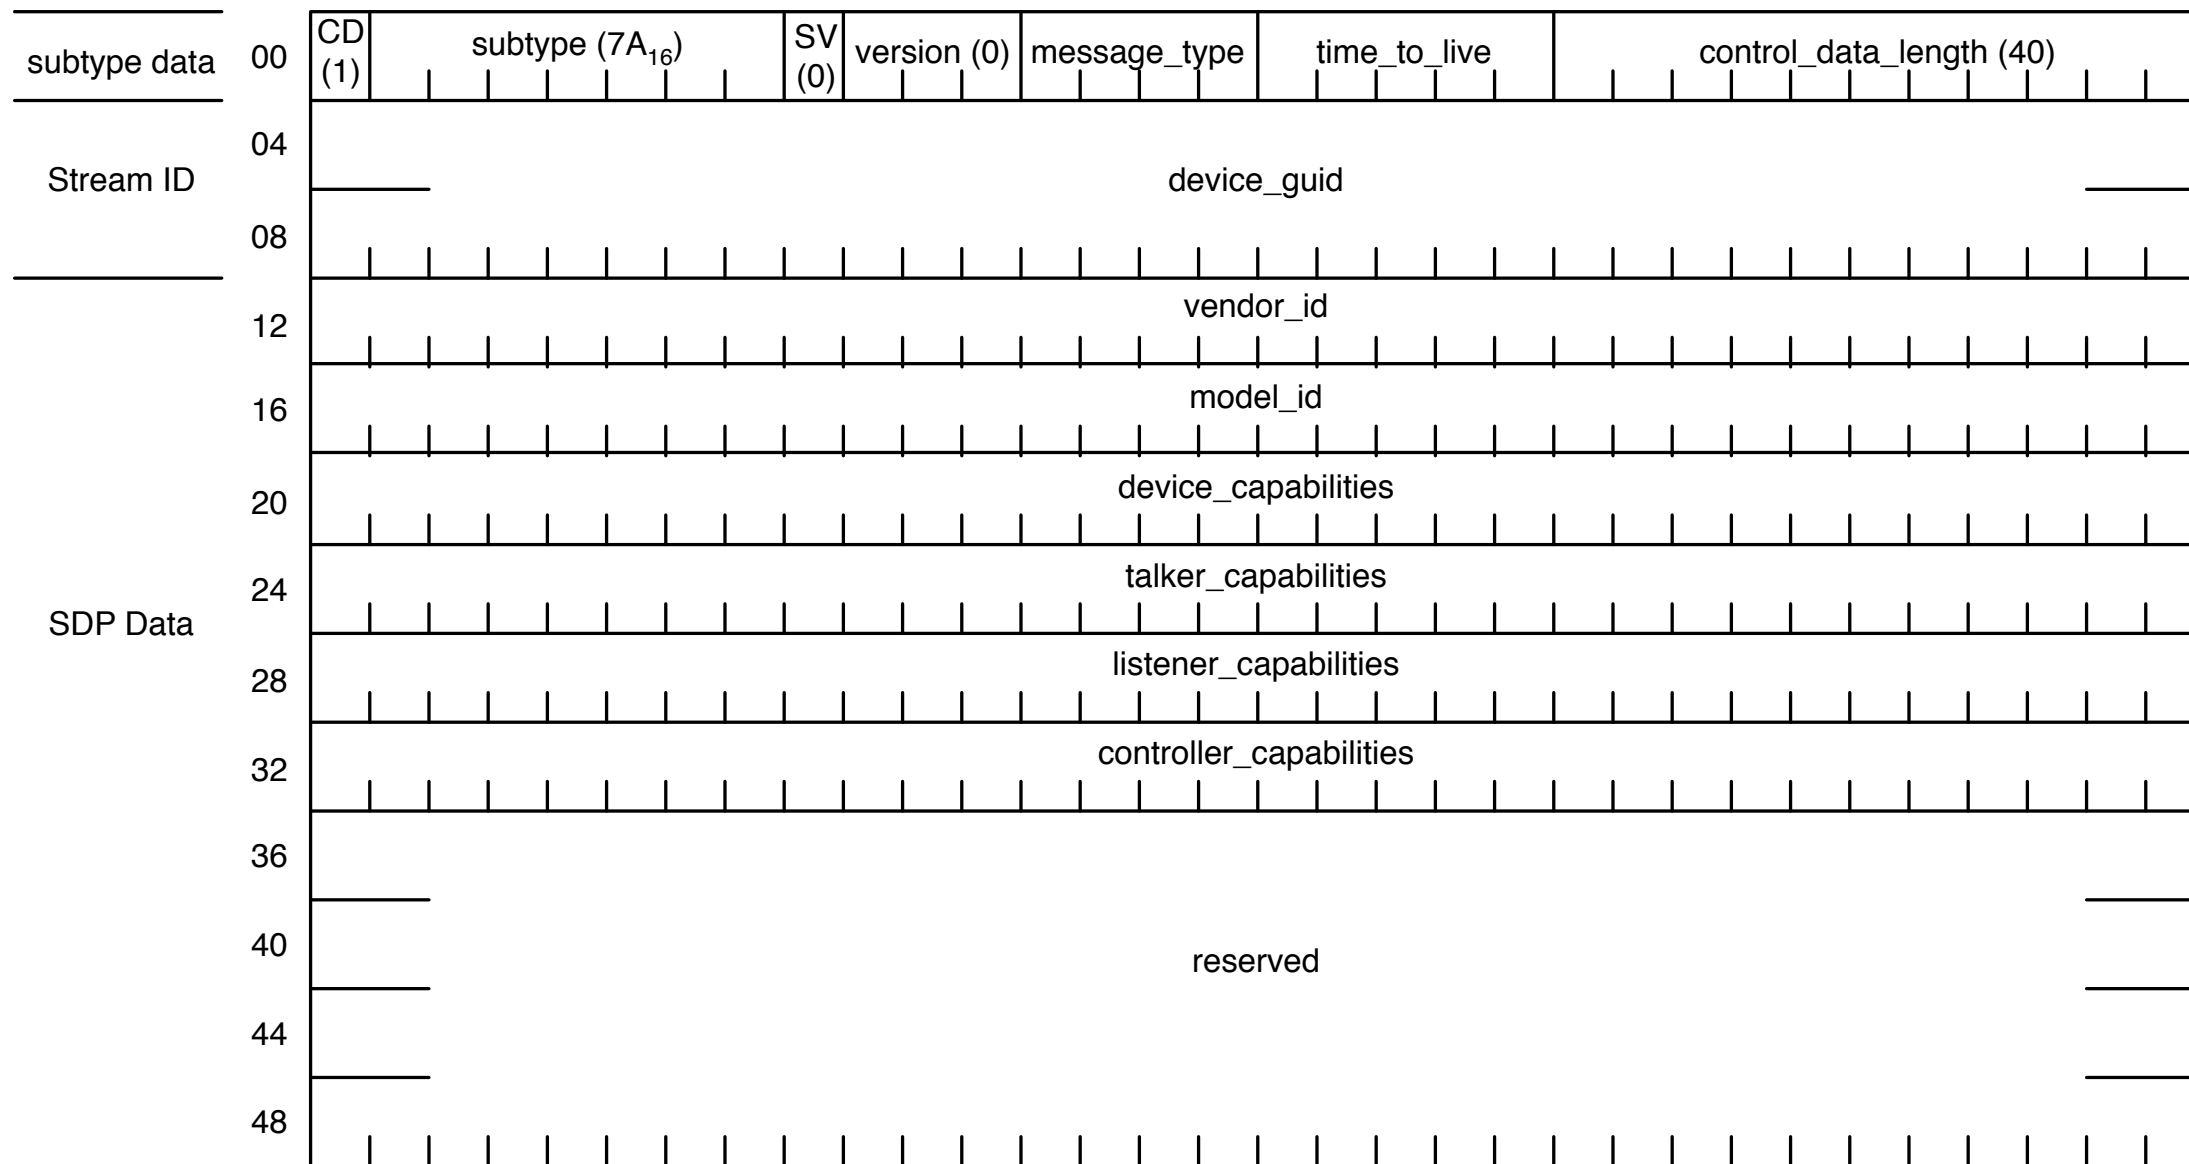 subtype data 00 CD (1) subtype (7A₁₆) SV (0) version (0) message_type time_to_live control_data_length (40)
04
Stream ID device_guid
08
vendor_id
12
model_id
16
device_capabilities
20
talker_capabilities
24
SDP Data
listener_capabilities
28
controller_capabilities
32
36
40
reserved
44
48